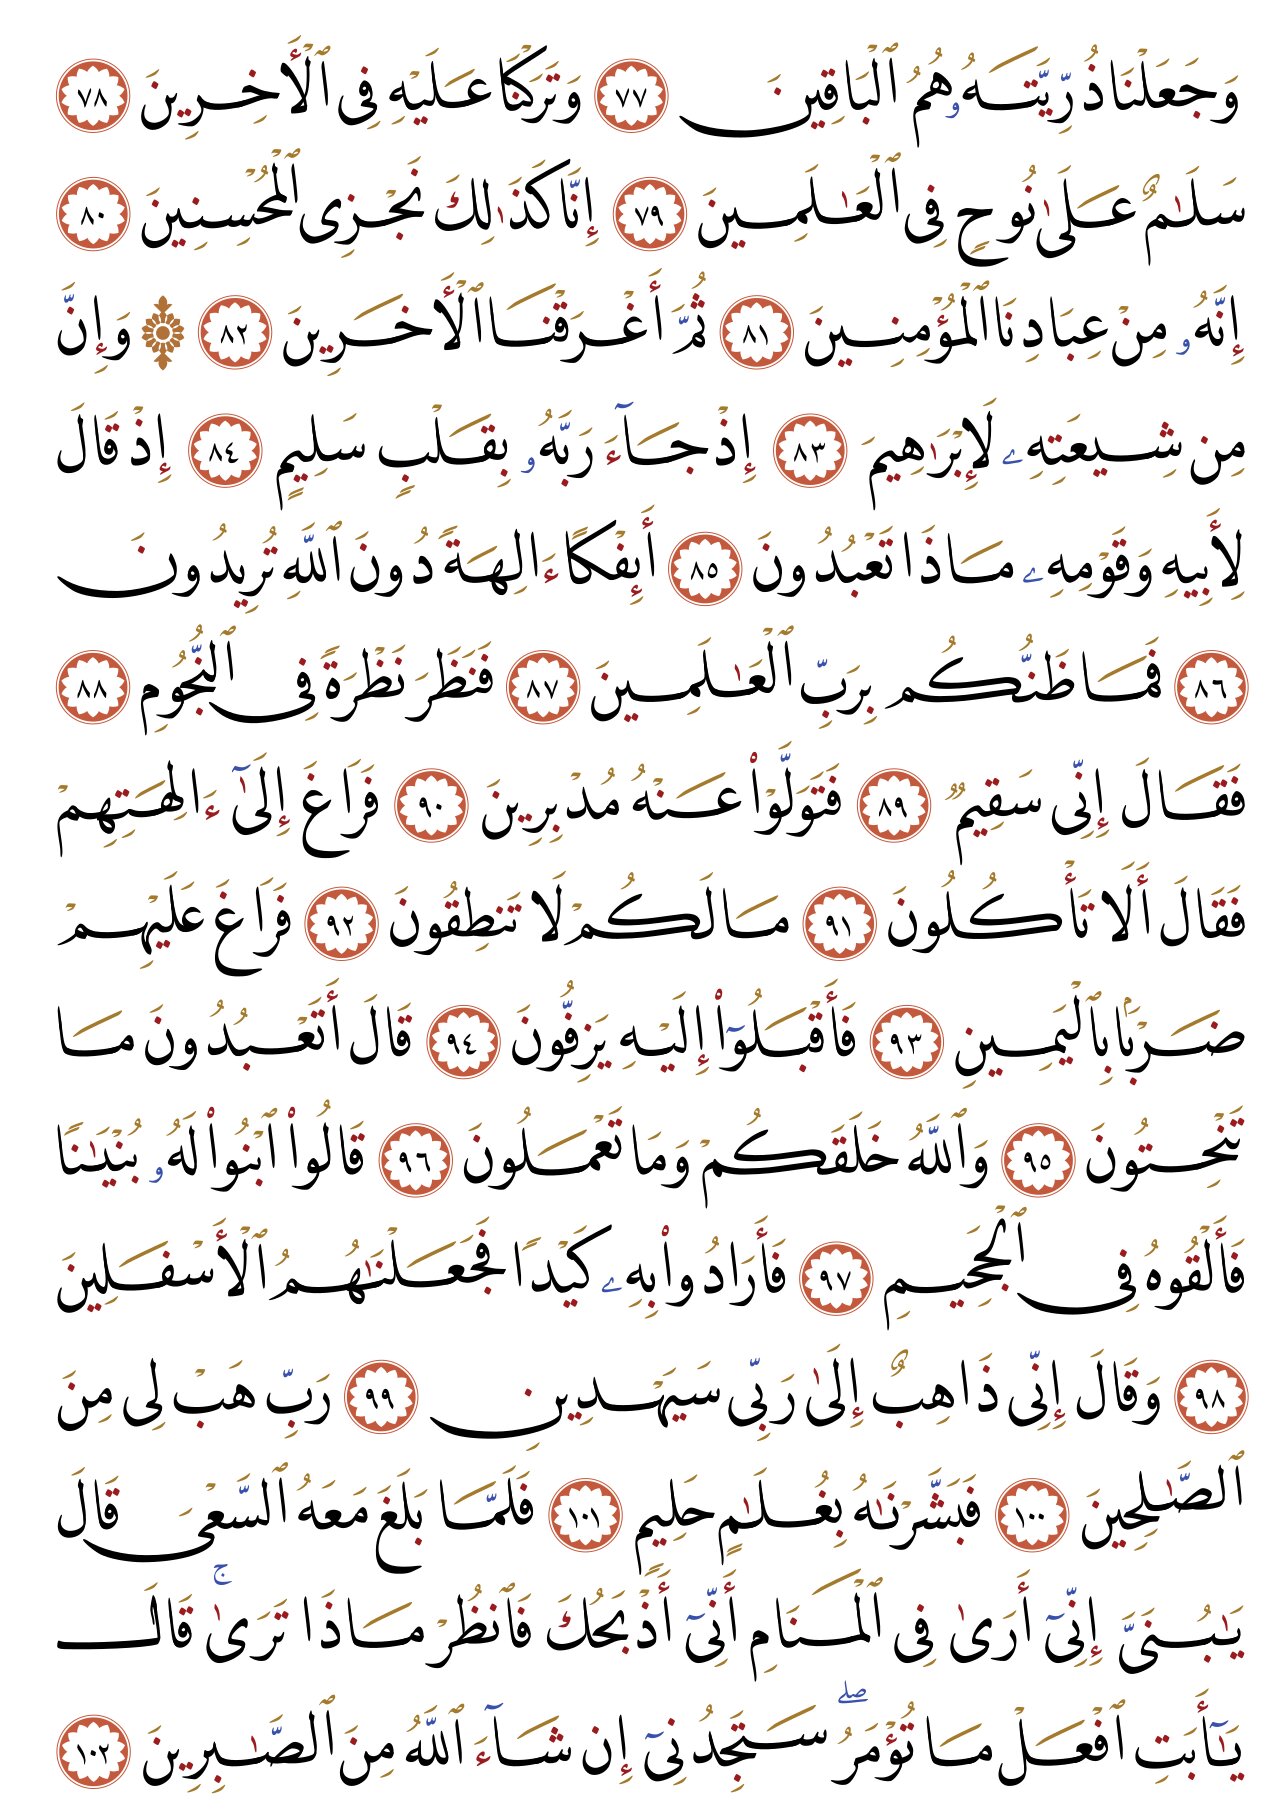 وَجَعَلْنَا ذُرِّيَّتَهُۥ هُمُ ٱلْبَاقِينَ ٧٧ وَتَرَكْنَا عَلَيْهِ فِى ٱلْأَخِرِينَ ٧٨
سَلَـٰمٌ عَلَىٰ نُوحٍ فِى ٱلْعَـٰلَمِينَ ٧٩ إِنَّا كَذَٰلِكَ نَجْزِى ٱلْمُحْسِنِينَ ٨٠
إِنَّهُۥ مِنْ عِبَادِنَا ٱلْمُؤْمِنِينَ ٨١ ثُمَّ أَغْرَقْنَا ٱلْأَخَرِينَ ٨٢ ۞ وَإِنَّ
مِن شِيعَتِهِۦ لَإِبْرَٰهِيمَ ٨٣ إِذْ جَآءَ رَبَّهُۥ بِقَلْبٍ سَلِيمٍ ٨٤ إِذْ قَالَ
لِأَبِيهِ وَقَوْمِهِۦ مَاذَا تَعْبُدُونَ ٨٥ أَئِفْكًا ءَالِهَةً دُونَ ٱللَّهِ تُرِيدُونَ
٨٦ فَمَا ظَنُّكُم بِرَبِّ ٱلْعَـٰلَمِينَ ٨٧ فَنَظَرَ نَظْرَةً فِى ٱلنُّجُومِ ٨٨
فَقَالَ إِنِّى سَقِيمٌ ٨٩ فَتَوَلَّوْا۟ عَنْهُ مُدْبِرِينَ ٩٠ فَرَاغَ إِلَىٰٓ ءَالِهَتِهِمْ
فَقَالَ أَلَا تَأْكُلُونَ ٩١ مَا لَكُمْ لَا تَنطِقُونَ ٩٢ فَرَاغَ عَلَيْهِمْ
ضَرْبًۢا بِٱلْيَمِينِ ٩٣ فَأَقْبَلُوٓا۟ إِلَيْهِ يَزِفُّونَ ٩٤ قَالَ أَتَعْبُدُونَ مَا
تَنْحِتُونَ ٩٥ وَٱللَّهُ خَلَقَكُمْ وَمَا تَعْمَلُونَ ٩٦ قَالُوا۟ ٱبْنُوا۟ لَهُۥ بُنْيَـٰنًا
فَأَلْقُوهُ فِى ٱلْجَحِيمِ ٩٧ فَأَرَادُوا۟ بِهِۦ كَيْدًا فَجَعَلْنَـٰهُمُ ٱلْأَسْفَلِينَ
٩٨ وَقَالَ إِنِّى ذَاهِبٌ إِلَىٰ رَبِّى سَيَهْدِينِ ٩٩ رَبِّ هَبْ لِى مِنَ
ٱلصَّـٰلِحِينَ ١٠٠ فَبَشَّرْنَـٰهُ بِغُلَـٰمٍ حَلِيمٍ ١٠١ فَلَمَّا بَلَغَ مَعَهُ ٱلسَّعْىَ قَالَ
يَـٰبُنَىَّ إِنِّىٓ أَرَىٰ فِى ٱلْمَنَامِ أَنِّىٓ أَذْبَحُكَ فَٱنظُرْ مَاذَا تَرَىٰ ۚ قَالَ
يَـٰٓأَبَتِ ٱفْعَلْ مَا تُؤْمَرُ ۖ سَتَجِدُنِىٓ إِن شَآءَ ٱللَّهُ مِنَ ٱلصَّـٰبِرِينَ ١٠٢